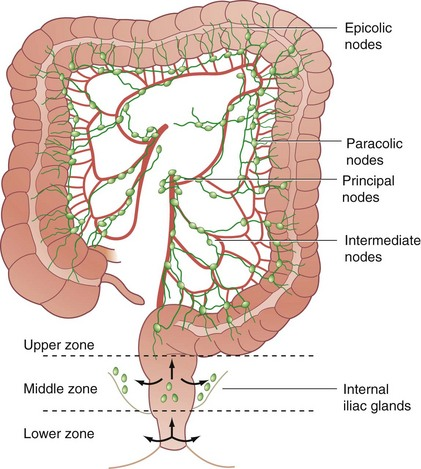 Epicolic
nodes
Paracolic
nodes
Principal
nodes
Intermediate
nodes
Upper zone
Middle zone
Internal
iliac glands
Lower zone